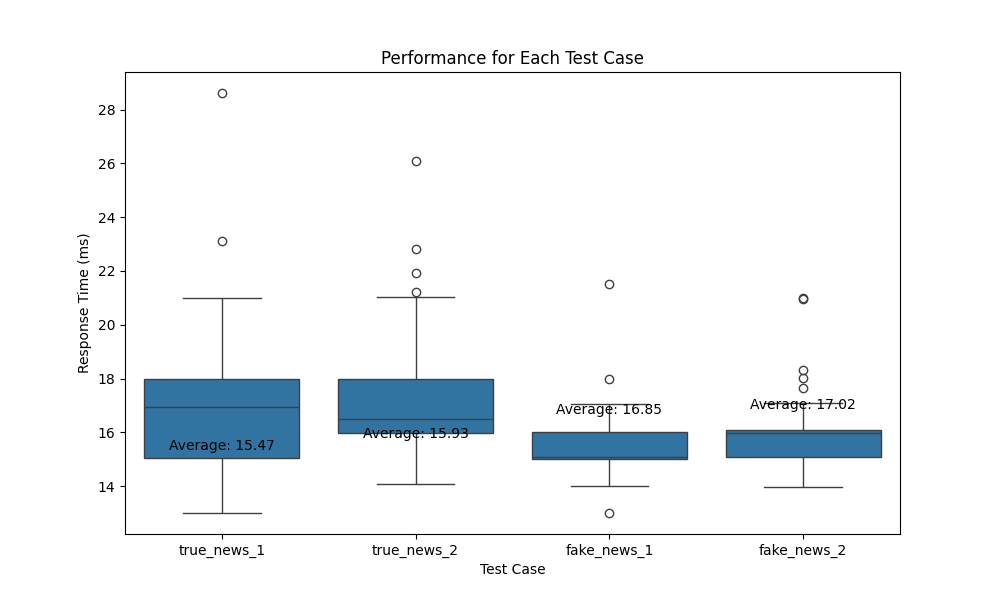 Performance for Each Test Case
Response Time (ms)
28
26
24
22
20
18
16
14
Average: 15.47
Average: 15.93
Average: 16.85
Average: 17.02
true_news_1
true_news_2
fake_news_1
fake_news_2
Test Case